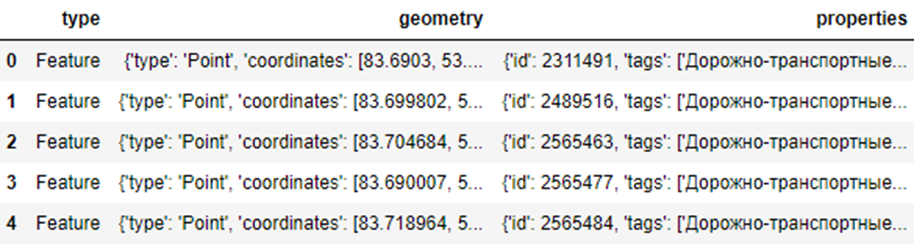 type geometry properties
0 Feature {'type': 'Point', 'coordinates': [83.6903, 53.... {'id': 2311491, 'tags': ['Дорожно-транспортные...
1 Feature {'type': 'Point', 'coordinates': [83.699802, 5... {'id': 2489516, 'tags': ['Дорожно-транспортные...
2 Feature {'type': 'Point', 'coordinates': [83.704684, 5... {'id': 2565463, 'tags': ['Дорожно-транспортные...
3 Feature {'type': 'Point', 'coordinates': [83.690007, 5... {'id': 2565477, 'tags': ['Дорожно-транспортные...
4 Feature {'type': 'Point', 'coordinates': [83.718964, 5... {'id': 2565484, 'tags': ['Дорожно-транспортные...